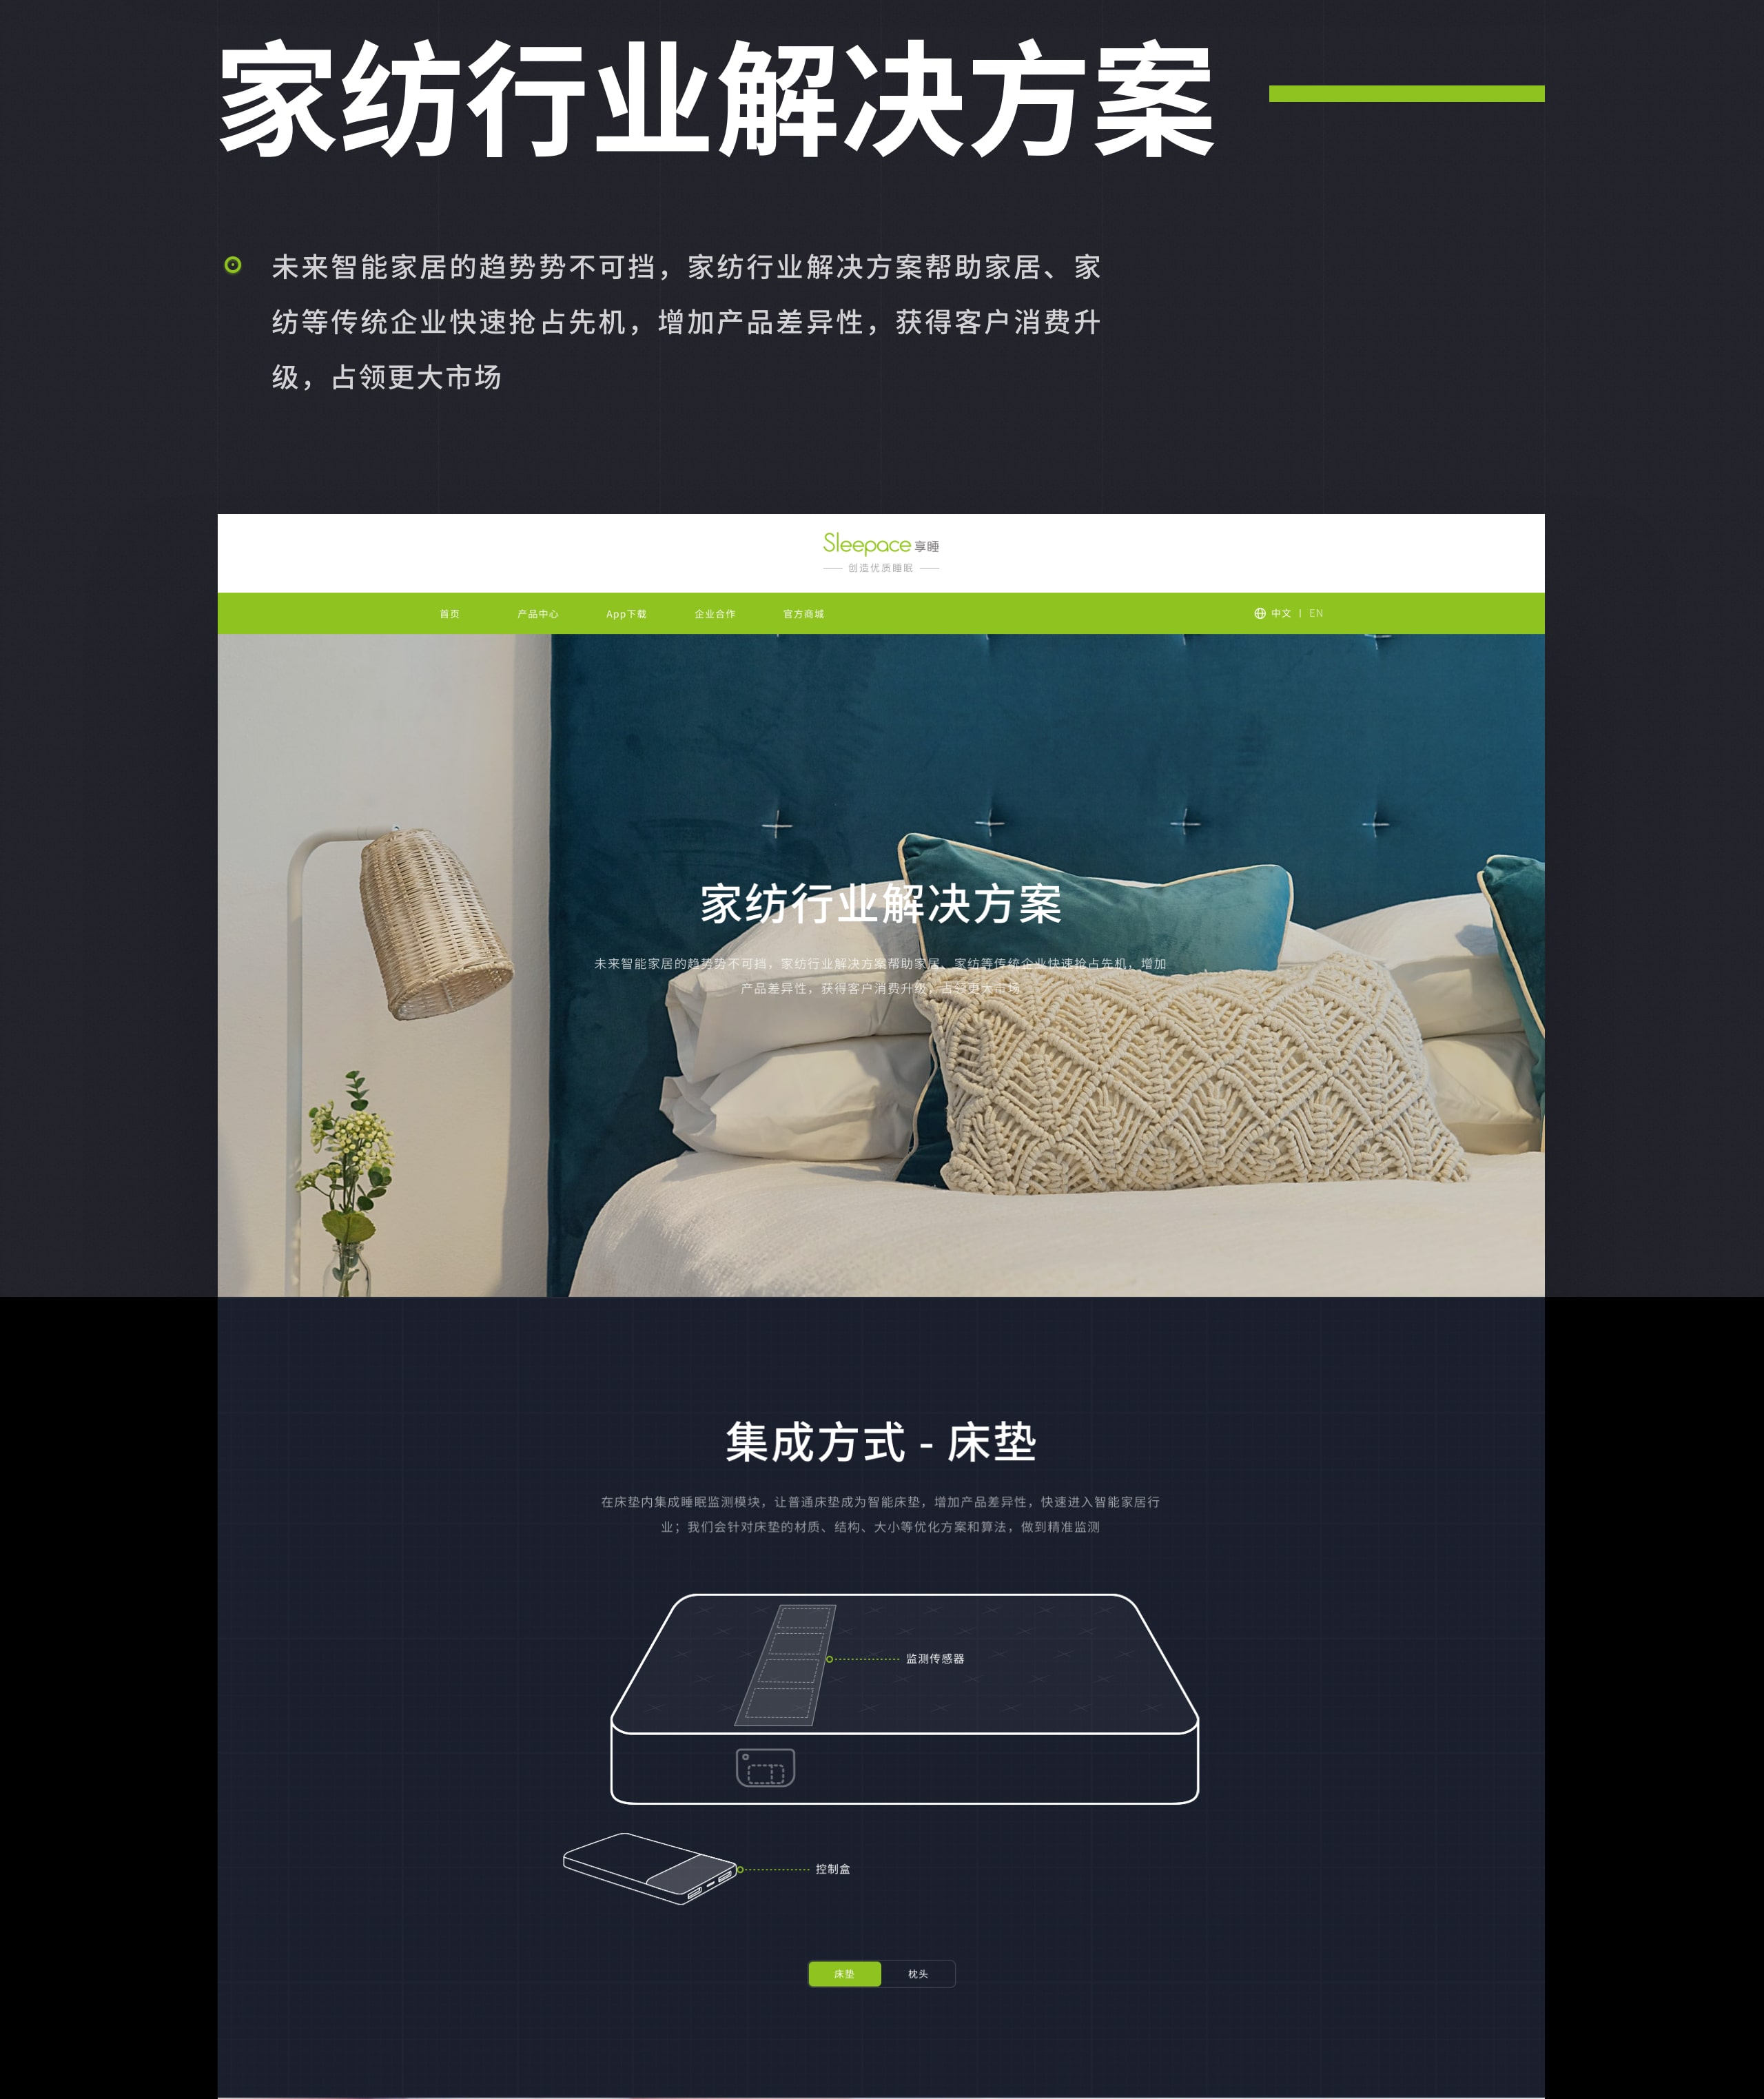 家纺行业解决方案
未来智能家居的趋势势不可挡，家纺行业解决方案帮助家居、家
纺等传统企业快速抢占先机，增加产品差异性，获得客户消费升
级，占领更大市场
Sleepace 享睡
创造优质睡眠
首页 产品中心 App下载 企业合作 官方商城 中文 | EN
家纺行业解决方案
未来智能家居的趋势势不可挡，家纺行业解决方案帮助家居、家纺等传统企业快速抢占先机，增加
产品差异性，获得客户消费升级，占领更大市场
集成方式 - 床垫
在床垫内集成睡眠监测模块，让普通床垫成为智能床垫，增加产品差异性，快速进入智能家居行
业；我们会针对床垫的材质、结构、大小等优化方案和算法，做到精准监测
监测传感器
控制盒
床垫 枕头